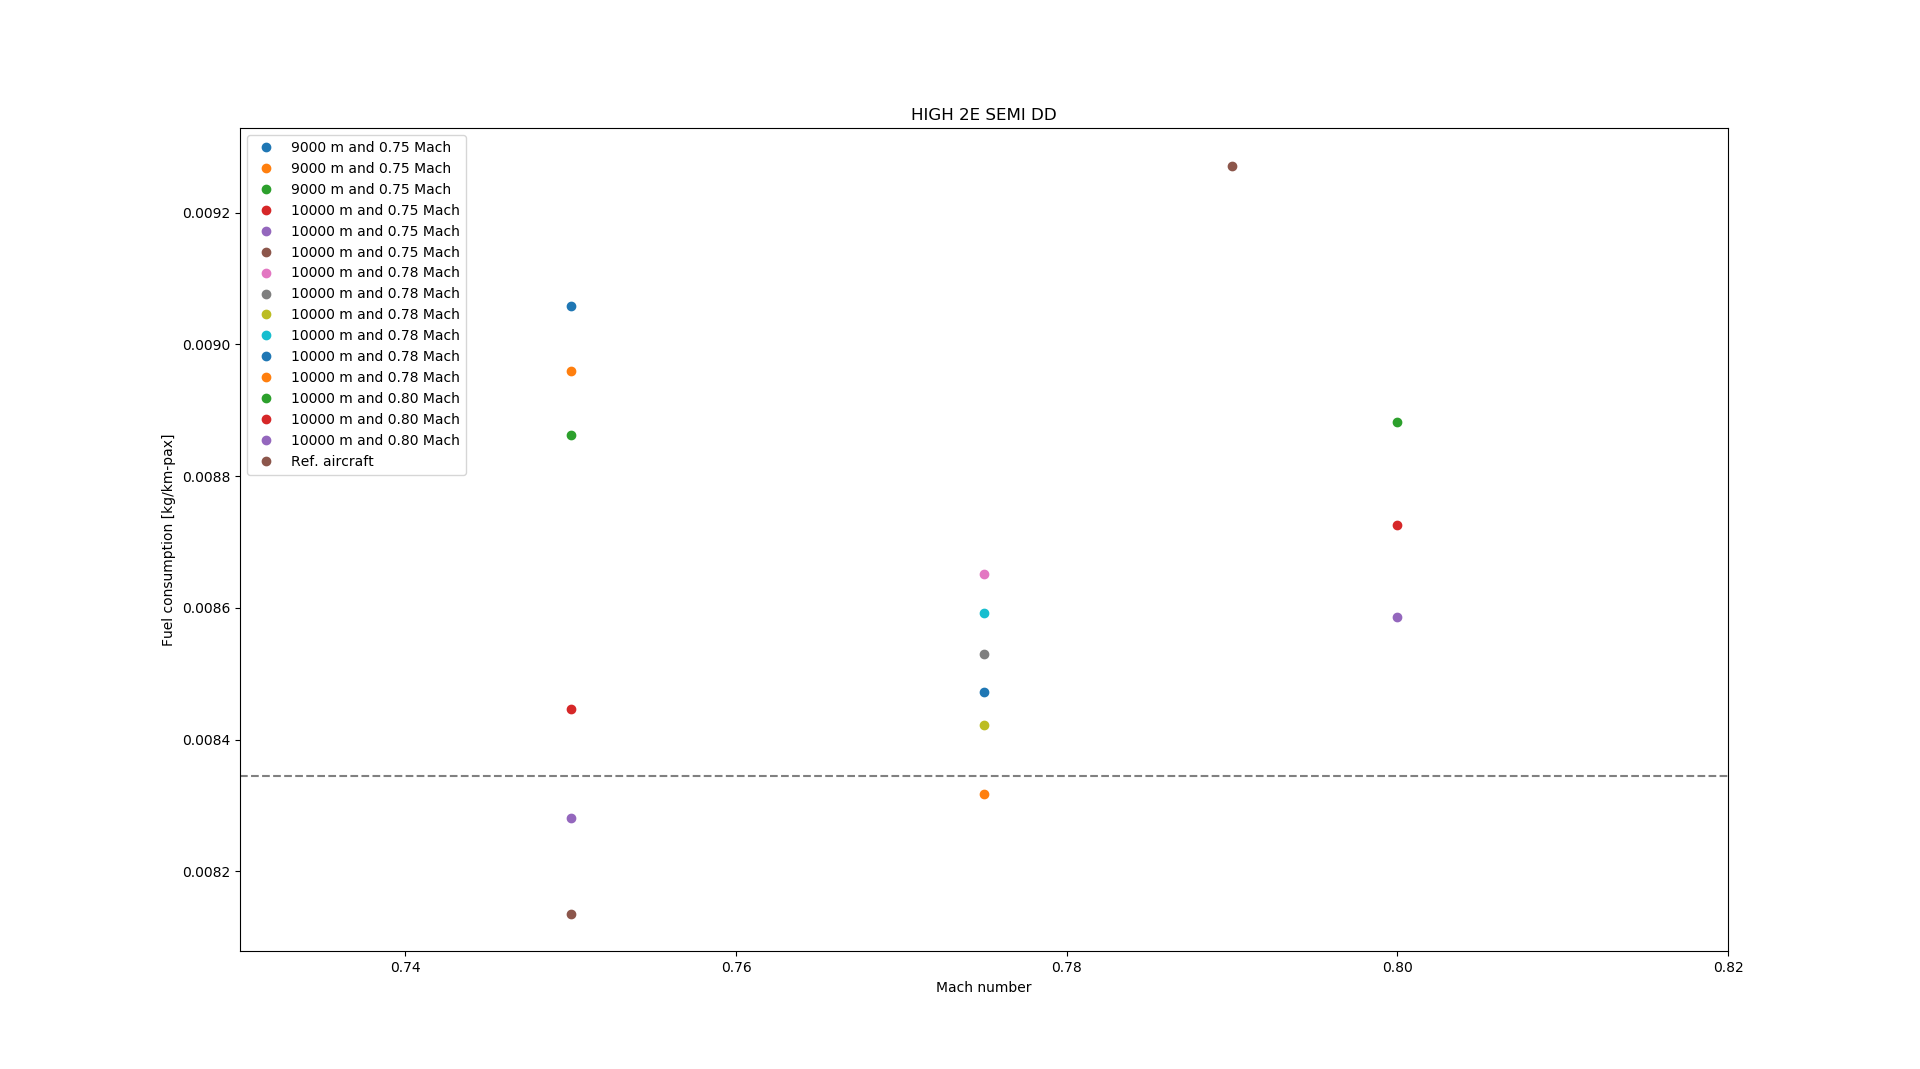 HIGH 2E SEMI DD
9000 m and 0.75 Mach
9000 m and 0.75 Mach
9000 m and 0.75 Mach
10000 m and 0.75 Mach
10000 m and 0.75 Mach
10000 m and 0.75 Mach
10000 m and 0.78 Mach
10000 m and 0.78 Mach
10000 m and 0.78 Mach
10000 m and 0.78 Mach
10000 m and 0.78 Mach
10000 m and 0.78 Mach
10000 m and 0.80 Mach
10000 m and 0.80 Mach
10000 m and 0.80 Mach
Ref. aircraft
Fuel consumption [kg/km-pax]
0.0092
0.0090
0.0088
0.0086
0.0084
0.0082
0.74 0.76 0.78 0.80 0.82
Mach number